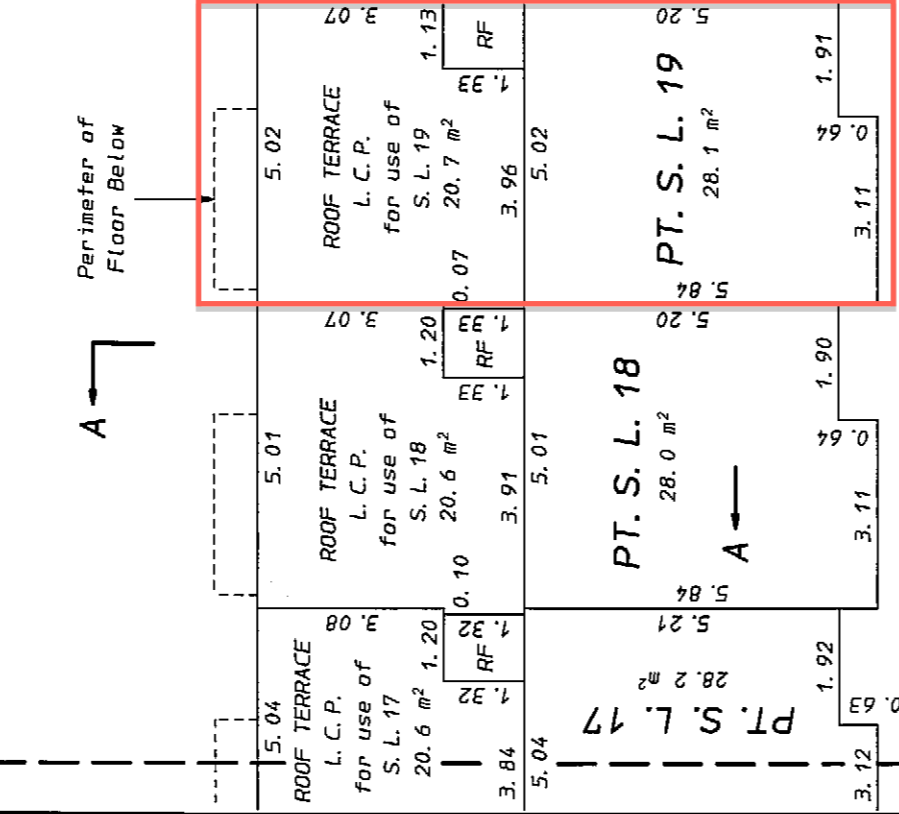 Perimeter of
Floor Below
A
3.07
1.13
RF
1.33
5.02
ROOF TERRACE
L.C.P.
for use of
S.L.19
20.7 m²
3.96
0.07
5.02
5.20
1.91
PT. S. L. 19
28.1 m²
0.64
3.11
5.84
3.07
1.20
1.33
RF
1.33
5.01
ROOF TERRACE
L.C.P.
for use of
S.L.18
20.6 m²
3.91
0.10
5.01
5.20
1.90
PT. S. L. 18
28.0 m²
0.64
3.11
A
5.84
3.08
1.20
1.32
RF
1.32
5.04
ROOF TERRACE
L.C.P.
for use of
S.L.17
20.6 m²
3.84
5.04
5.21
1.92
28.2 m²
PT. S. L. 17
0.63
3.12